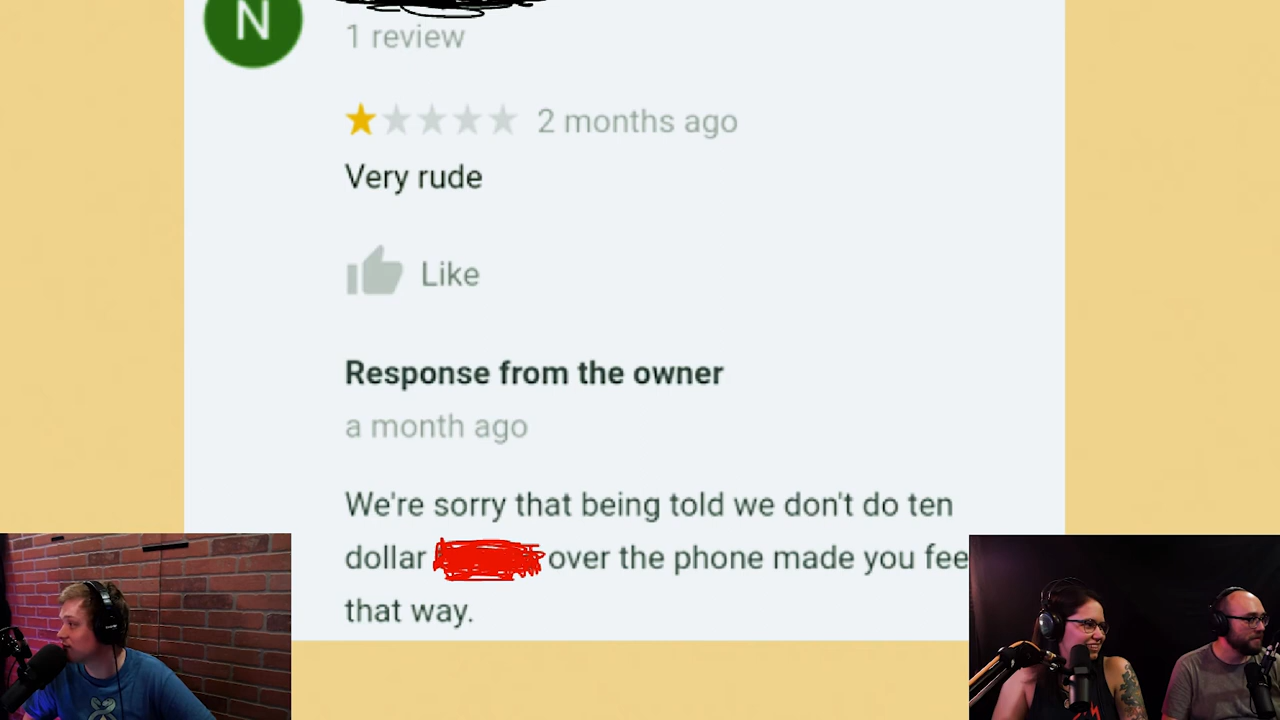 N
1 review
2 months ago
Very rude
Like
Response from the owner
a month ago
We're sorry that being told we don't do ten
dollar over the phone made you fee
that way.